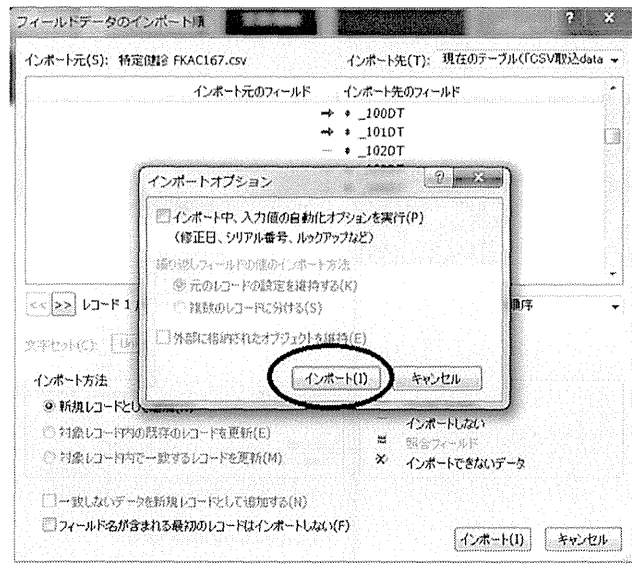 フィールドデータのインポート順
インポート元(S): 特定健診 FKAC167.csv
インポート先(T): 現在のテーブル(「CSV取込data
インポート元のフィールド インポート先のフィールド
_100DT
_101DT
_102DT
インポートオプション
インポート中、入力値の自動化オプションを実行(P)
(修正日、シリアル番号、ルックアップなど)
繰り返しフィールドの値のインポート方法
元のレコードの設定を維持する(K)
複数のレコードに分ける(S)
外部に格納されたオブジェクトを維持(E)
インポート(I) キャンセル
<< >> レコード 1
順序
文字セット(C):
インポート方法
新規レコードとし
対象レコード内の既存のレコードを更新(E)
対象レコード内で一致するレコードを更新(M)
一致しないデータを新規レコードとして追加する(N)
フィールド名が含まれる最初のレコードはインポートしない(F)
インポートしない
照合フィールド
インポートできないデータ
インポート(I) キャンセル